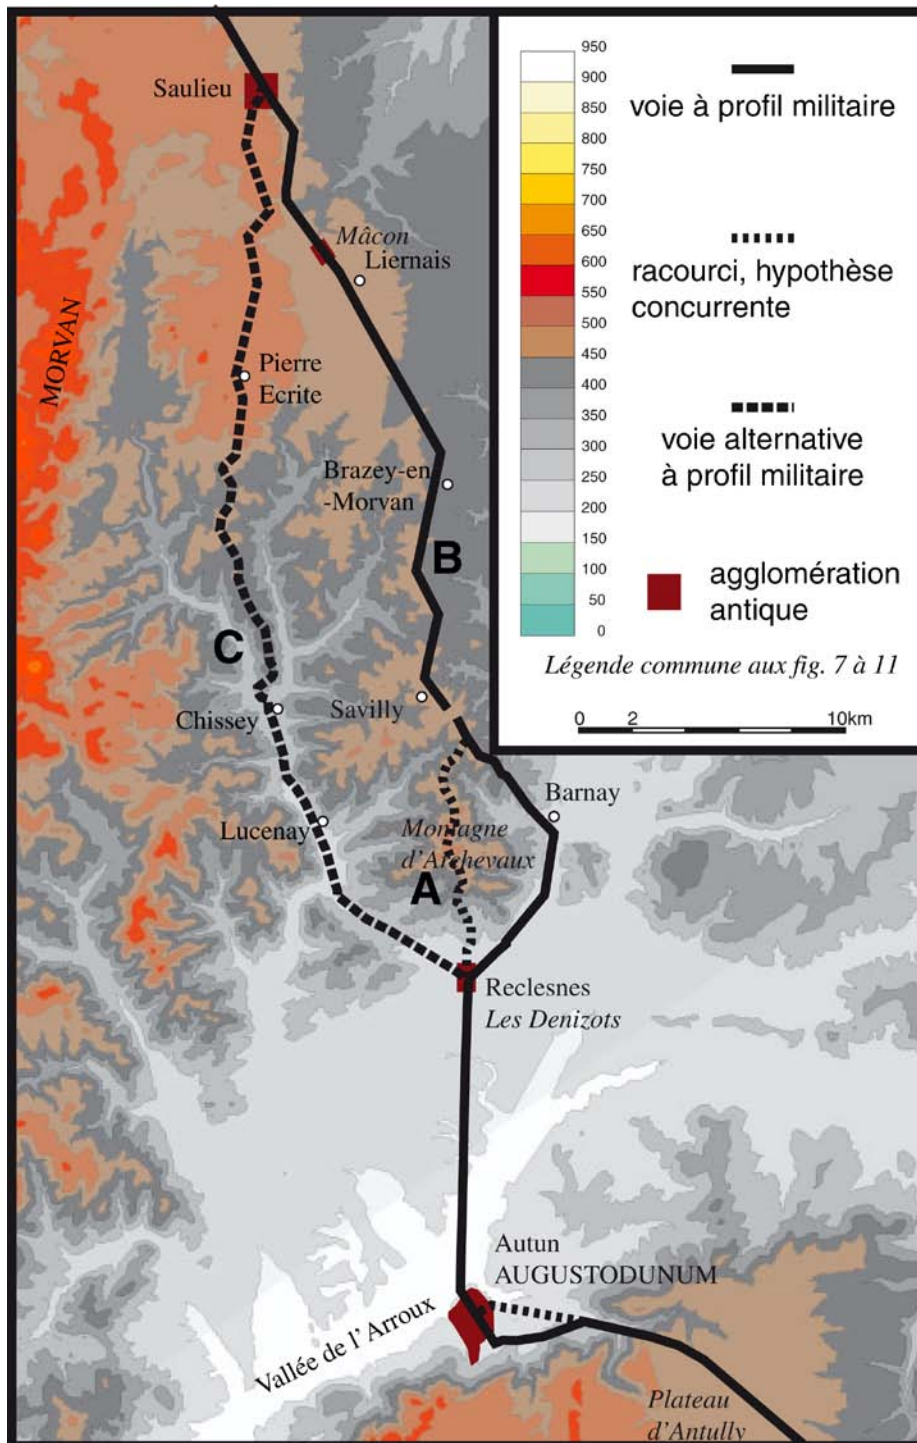 Saulieu
Mâcon
Liernais
MORVAN
Pierre
Ecrite
Brazey-en
-Morvan
B
C
Chissey
Savilly
Lucenay
Barnay
Montagne
d'Archevaux
A
Reclesnes
Les Denizots
Autun
AUGUSTODUNUM
Vallée de l'Arroux
Plateau
d'Antully
950
900
850
800
750
700
650
600
550
500
450
400
350
300
250
200
150
100
50
0
voie à profil militaire
racourci, hypothèse
concurrente
voie alternative
à profil militaire
agglomération
antique
Légende commune aux fig. 7 à 11
0 2 10km